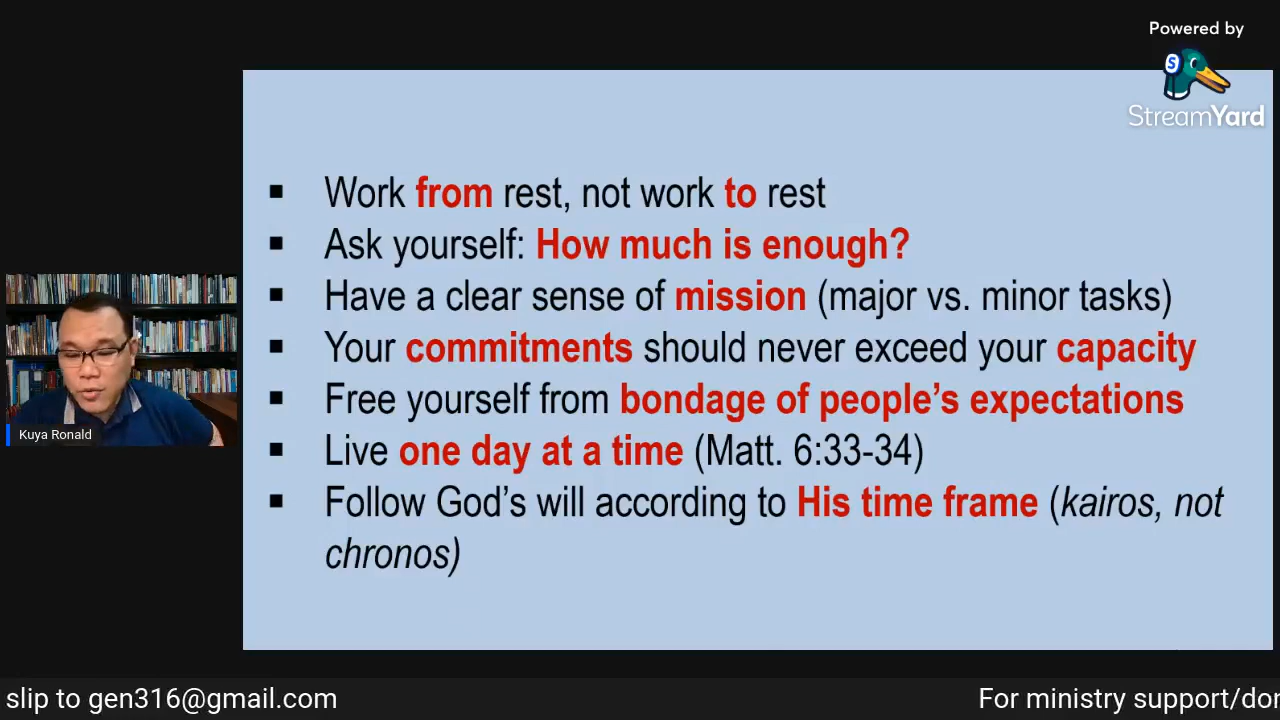 Powered by
StreamYard
▪ Work from rest, not work to rest
▪ Ask yourself: How much is enough?
▪ Have a clear sense of mission (major vs. minor tasks)
▪ Your commitments should never exceed your capacity
▪ Free yourself from bondage of people’s expectations
▪ Live one day at a time (Matt. 6:33-34)
▪ Follow God’s will according to His time frame (kairos, not
chronos)
Kuya Ronald
slip to gen316@gmail.com For ministry support/